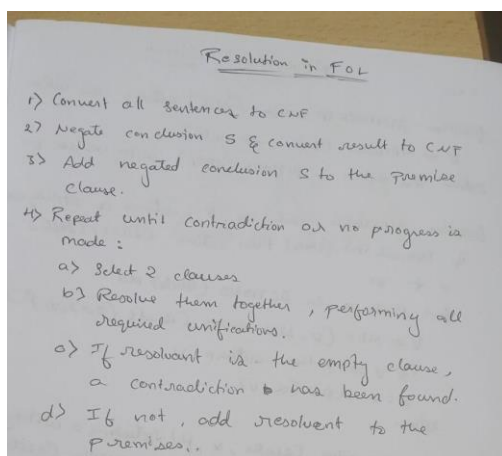 Resolution in FOL
1) Convert all sentences to CNF
2) Negate conclusion S & convert result to CNF
3) Add negated conclusion S to the premise
clause.
4) Repeat until contradiction or no progress is
made :
a) Select 2 clauses
b) Resolve them together , performing all
required unifications.
c) If resolvant is the empty clause,
a contradiction has been found.
d) If not, add resolvent to the
premises..